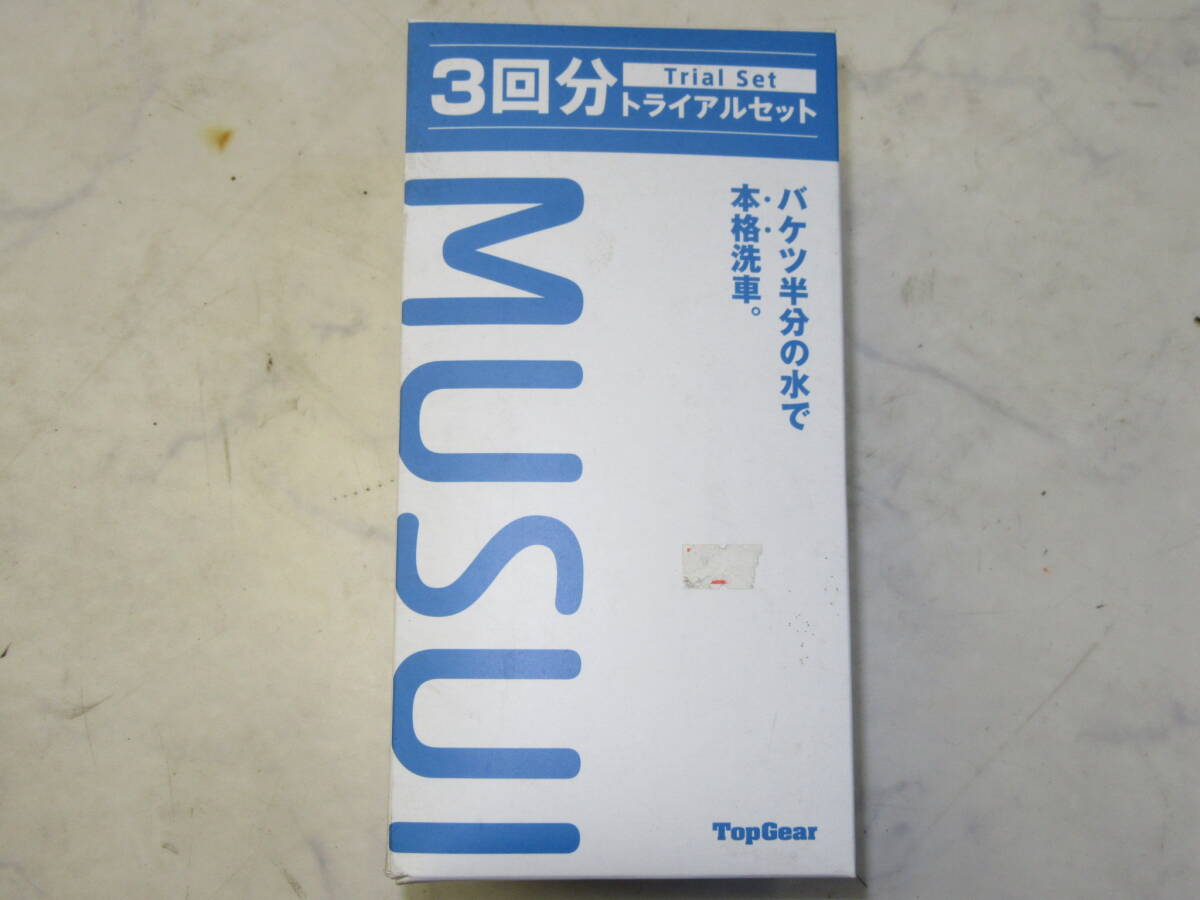 3回分
Trial Set
トライアルセット
バケツ半分の水で
本格洗車。
MUSUI
TopGear